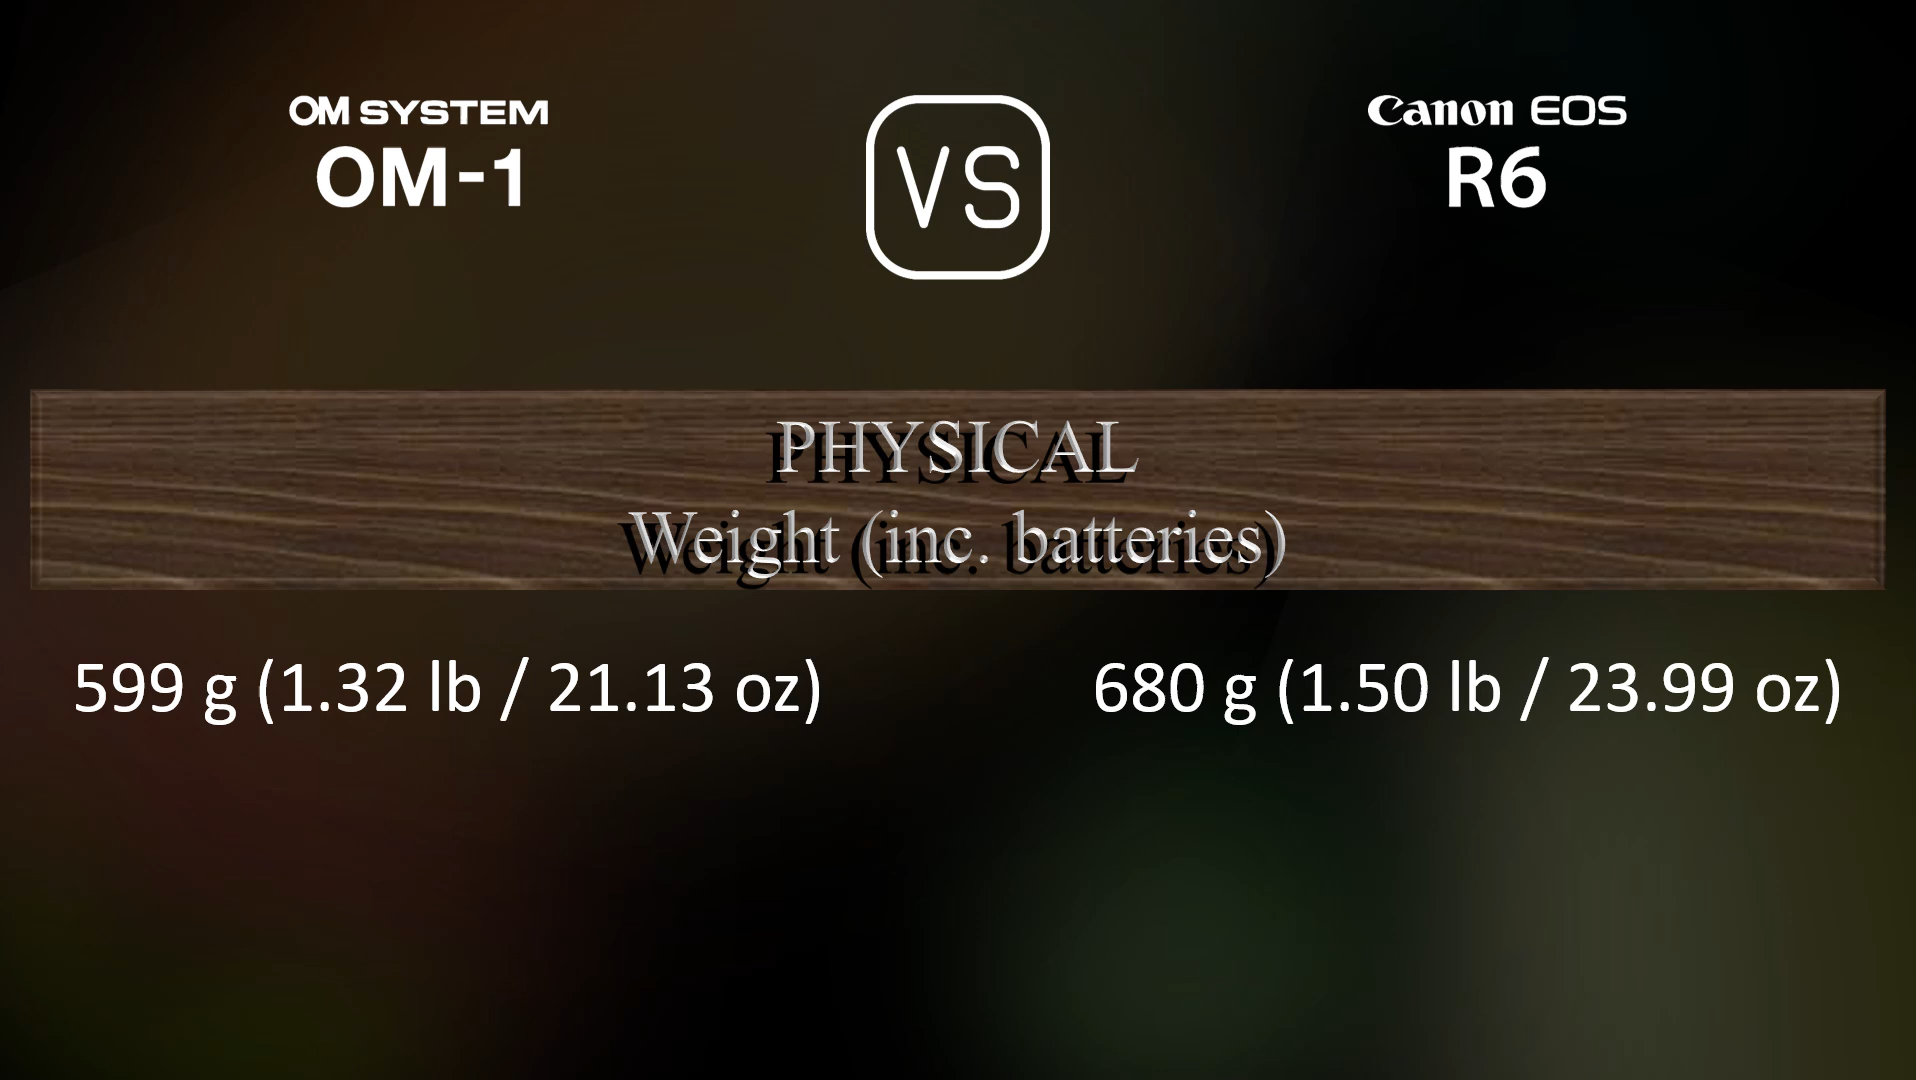 OM SYSTEM
OM-1
VS
Canon EOS
R6
PHYSICAL
Weight (inc. batteries)
599 g (1.32 lb / 21.13 oz)
680 g (1.50 lb / 23.99 oz)